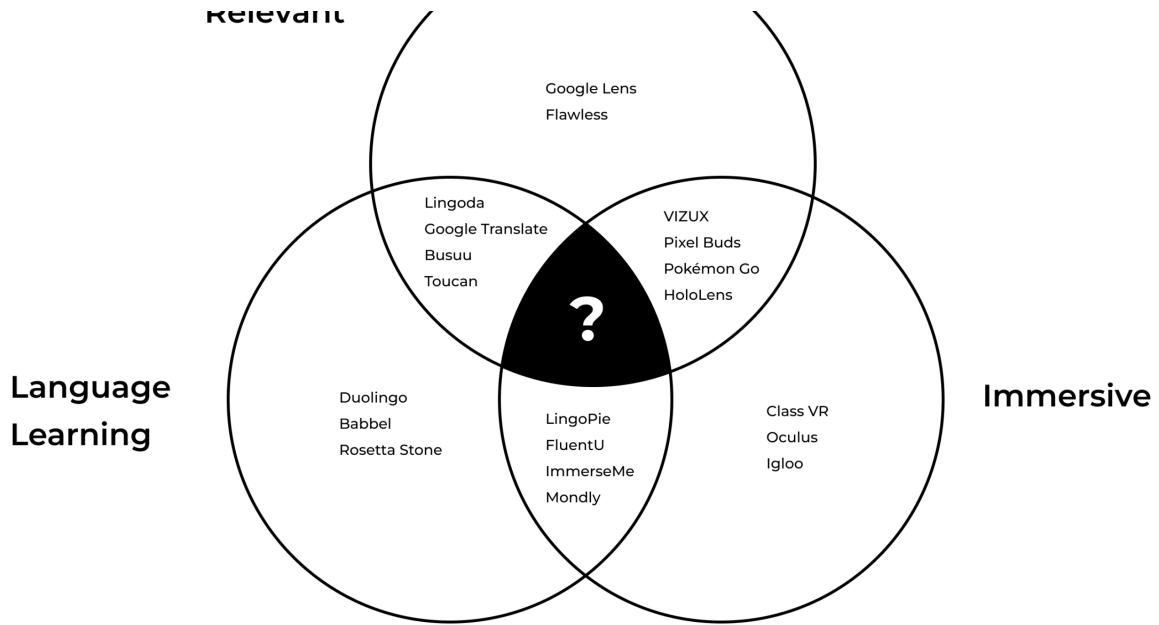 Relevant
Google Lens
Flawless
Lingoda
Google Translate
Busuu
Toucan
VIZUX
Pixel Buds
Pokémon Go
HoloLens
?
Language
Learning
Duolingo
Babbel
Rosetta Stone
LingoPie
FluentU
ImmerseMe
Mondly
Class VR
Oculus
Igloo
Immersive